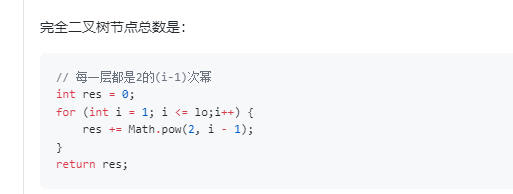 完全二叉树节点总数是:
// 每一层都是2的(i-1)次幂
int res = 0;
for (int i = 1; i <= lo;i++) {
    res += Math.pow(2, i - 1);
}
return res;